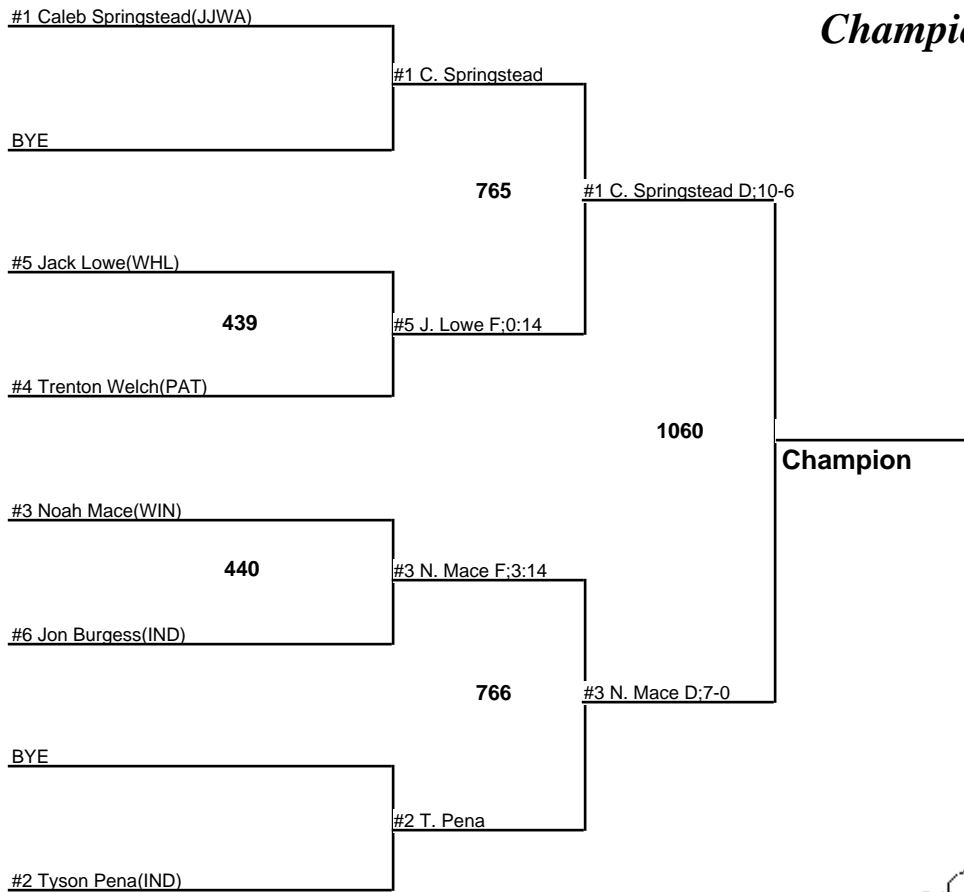 #1 Caleb Springstead(JJWA)
#1 C. Springstead
BYE
765
#1 C. Springstead D;10-6
#5 Jack Lowe(WHL)
439
#5 J. Lowe F;0:14
#4 Trenton Welch(PAT)
1060
Champion
#3 Noah Mace(WIN)
440
#3 N. Mace F;3:14
#6 Jon Burgess(IND)
766
#3 N. Mace D;7-0
BYE
#2 T. Pena
#2 Tyson Pena(IND)